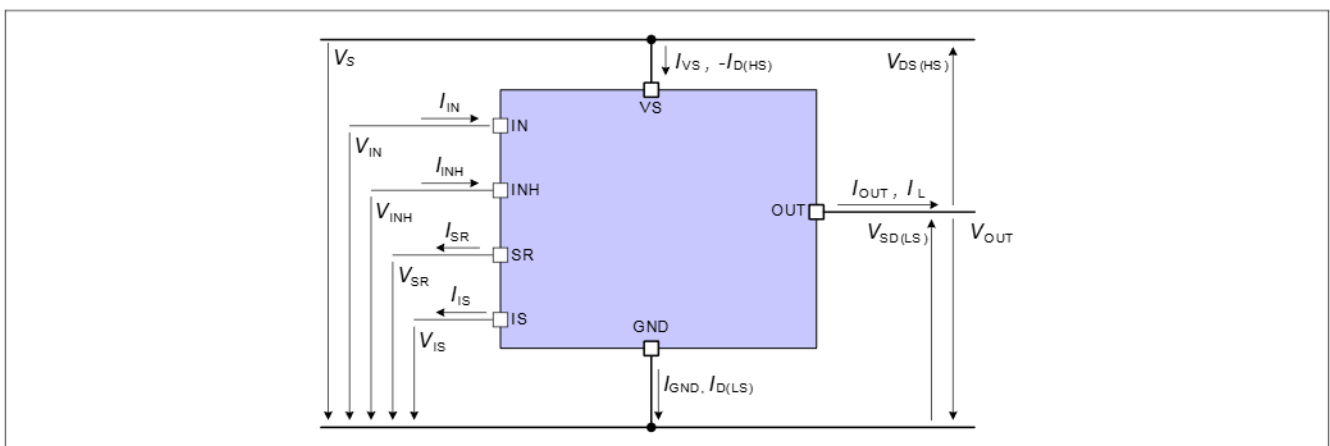 V_S
I_VS , -I_D(HS)
V_DS(HS)
VS
I_IN
IN
V_IN
I_INH
INH
V_INH
I_OUT , I_L
OUT
V_SD(LS)
V_OUT
I_SR
SR
V_SR
I_IS
IS
V_IS
GND
I_GND, I_D(LS)